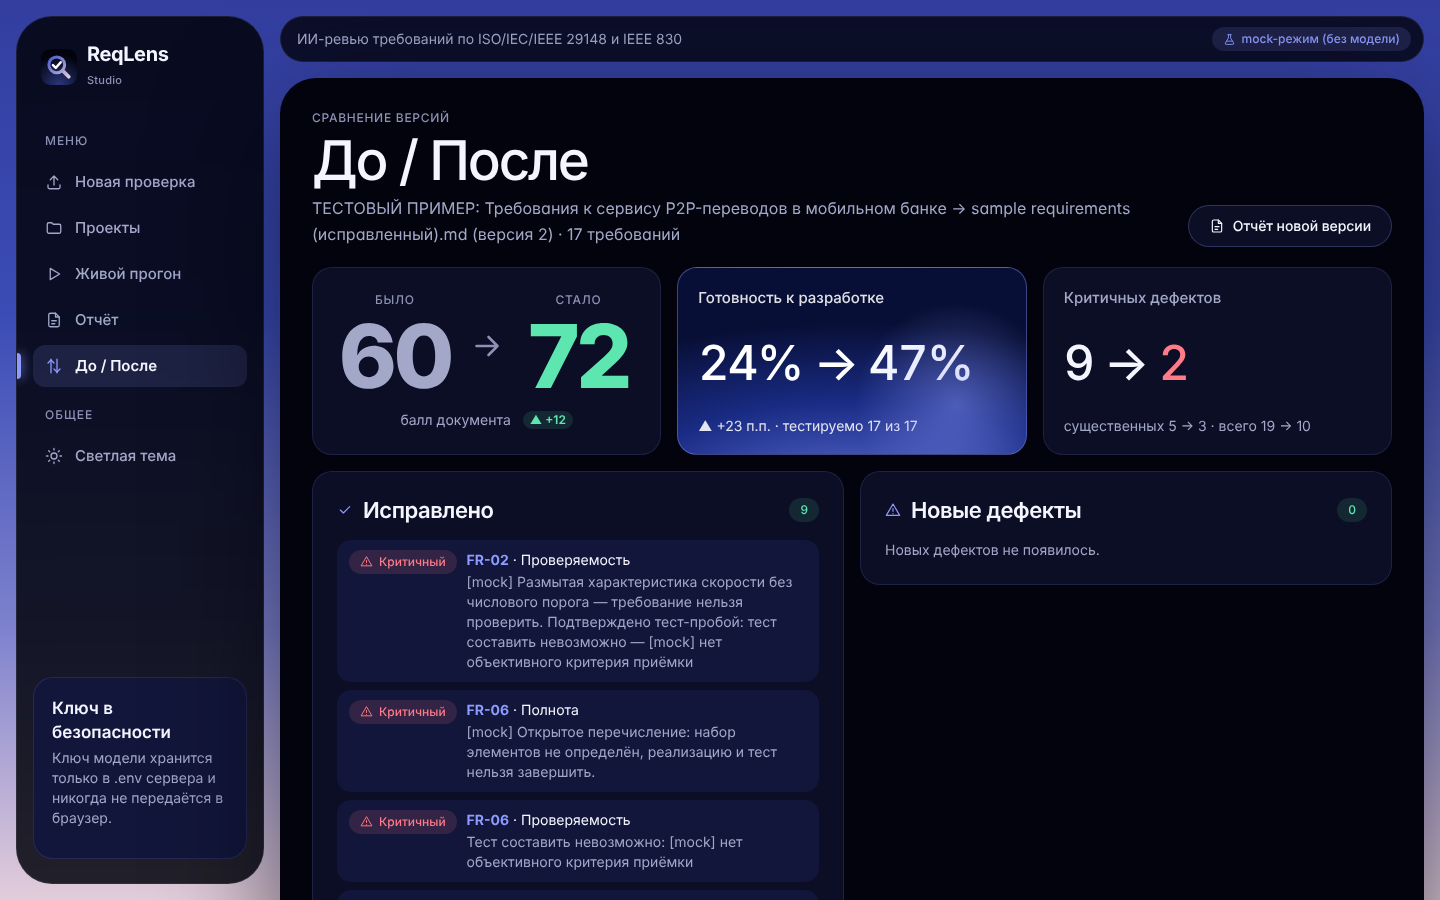 ReqLens
Studio
МЕНЮ
Новая проверка
Проекты
Живой прогон
Отчёт
До / После
ОБЩЕЕ
Светлая тема
Ключ в
безопасности
Ключ модели хранится
только в .env сервера и
никогда не передаётся в
браузер.
ИИ-ревью требований по ISO/IEC/IEEE 29148 и IEEE 830
mock-режим (без модели)
СРАВНЕНИЕ ВЕРСИЙ
До / После
ТЕСТОВЫЙ ПРИМЕР: Требования к сервису P2P-переводов в мобильном банке → sample requirements
(исправленный).md (версия 2) · 17 требований
Отчёт новой версии
БЫЛО
СТАЛО
60 → 72
балл документа ▲ +12
Готовность к разработке
24% → 47%
▲ +23 п.п. · тестируемо 17 из 17
Критичных дефектов
9 → 2
существенных 5 → 3 · всего 19 → 10
Исправлено 9
Критичный FR-02 · Проверяемость
[mock] Размытая характеристика скорости без
числового порога — требование нельзя
проверить. Подтверждено тест-пробой: тест
составить невозможно — [mock] нет
объективного критерия приёмки
Критичный FR-06 · Полнота
[mock] Открытое перечисление: набор
элементов не определён, реализацию и тест
нельзя завершить.
Критичный FR-06 · Проверяемость
Тест составить невозможно: [mock] нет
объективного критерия приёмки
Новые дефекты 0
Новых дефектов не появилось.